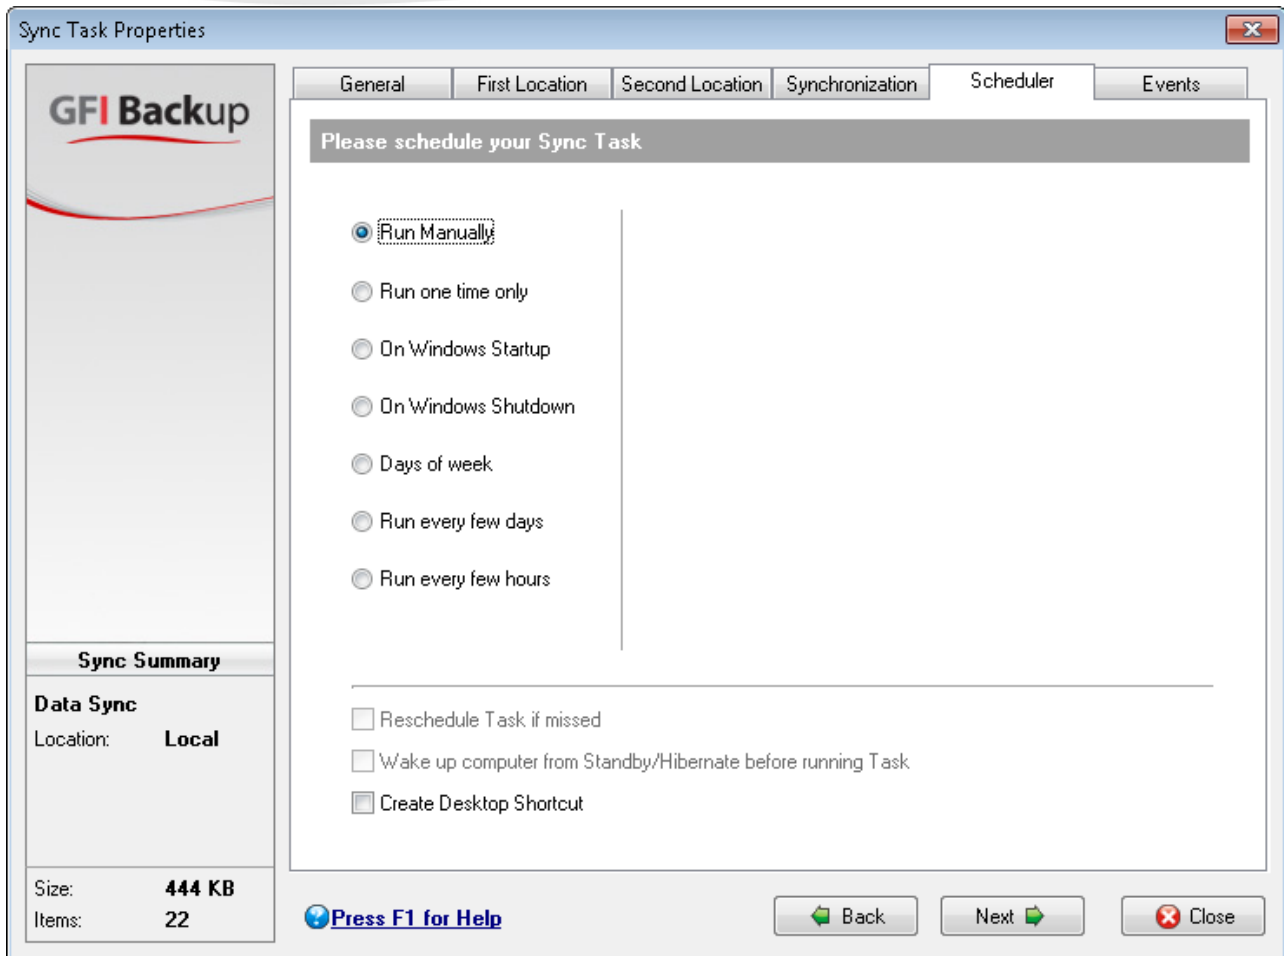 Sync Task Properties
GFI Backup
General
First Location
Second Location
Synchronization
Scheduler
Events
Please schedule your Sync Task
Run Manually
Run one time only
On Windows Startup
On Windows Shutdown
Days of week
Run every few days
Run every few hours
Reschedule Task if missed
Wake up computer from Standby/Hibernate before running Task
Create Desktop Shortcut
Sync Summary
Data Sync
Location: Local
Size: 444 KB
Items: 22
Press F1 for Help
Back
Next
Close